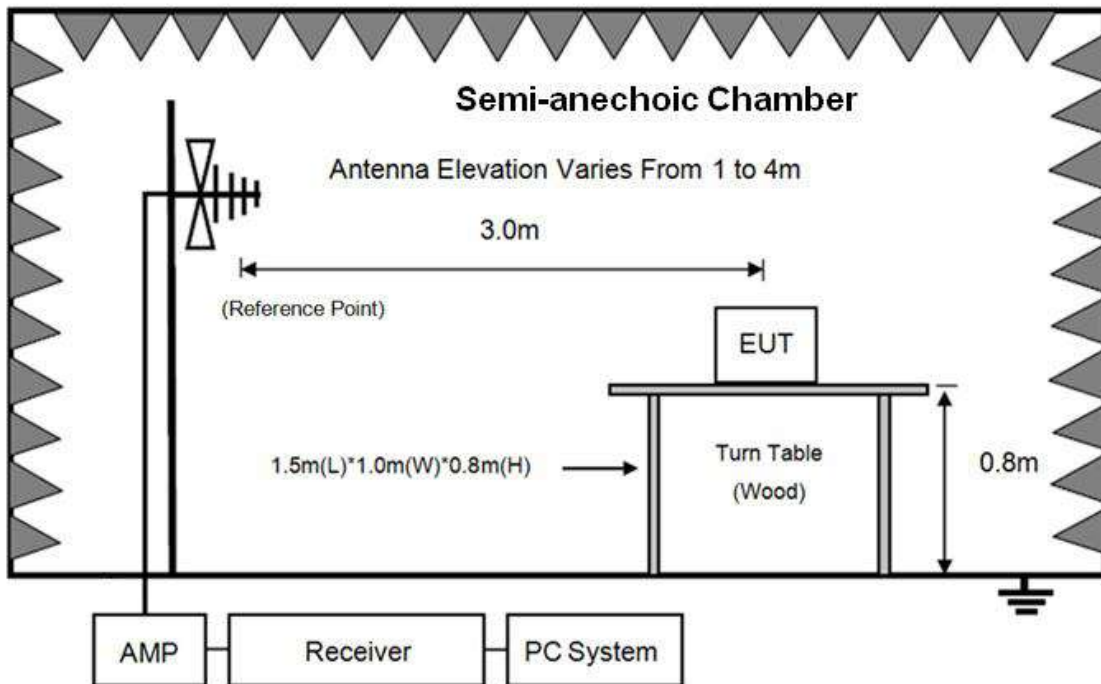 Semi-anechoic Chamber
Antenna Elevation Varies From 1 to 4m
3.0m
(Reference Point)
EUT
1.5m(L)*1.0m(W)*0.8m(H)
Turn Table
(Wood)
0.8m
AMP
Receiver
PC System